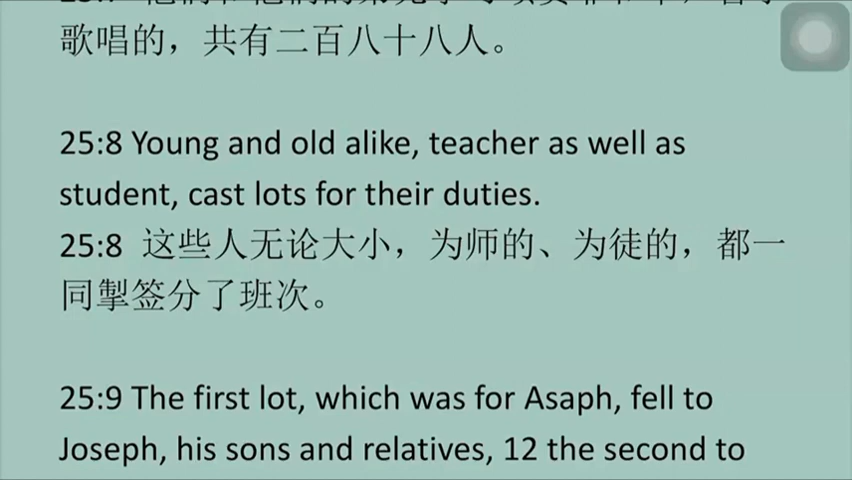 歌唱的，共有二百八十八人。
25:8 Young and old alike, teacher as well as
student, cast lots for their duties.
25:8 这些人无论大小，为师的、为徒的，都一
同掣签分了班次。
25:9 The first lot, which was for Asaph, fell to
Joseph, his sons and relatives, 12 the second to